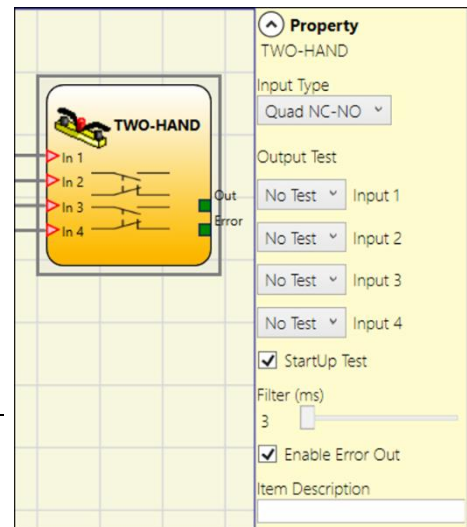 TWO-HAND
In 1
In 2
In 3
In 4
Out
Error
Property
TWO-HAND
Input Type
Quad NC-NO
Output Test
No Test Input 1
No Test Input 2
No Test Input 3
No Test Input 4
StartUp Test
Filter (ms)
3
Enable Error Out
Item Description